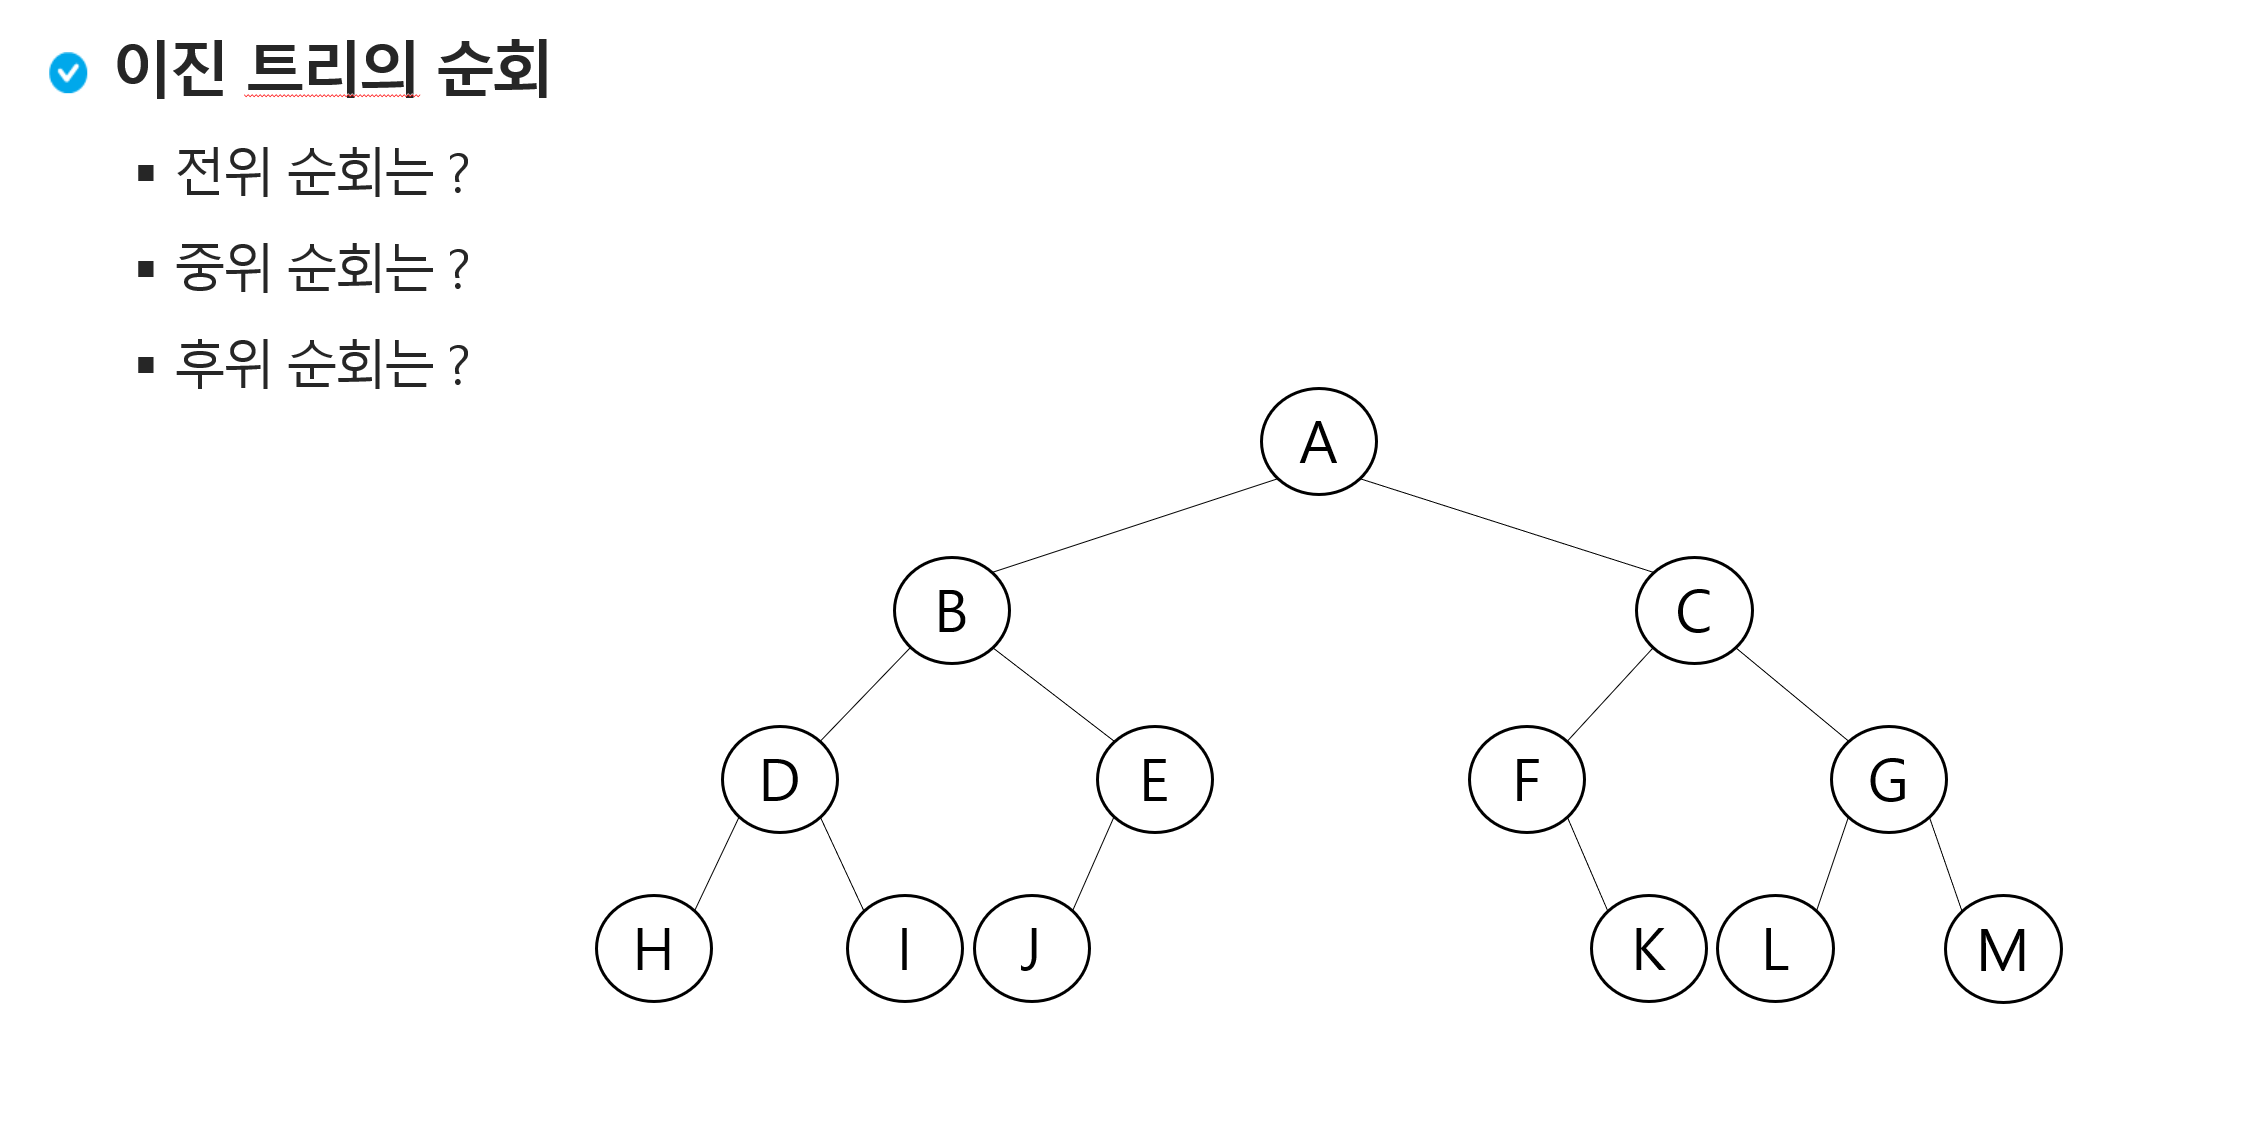 이진 트리의 순회
전위 순회는 ?
중위 순회는 ?
후위 순회는 ?
A
B C
D E F G
H I J K L M